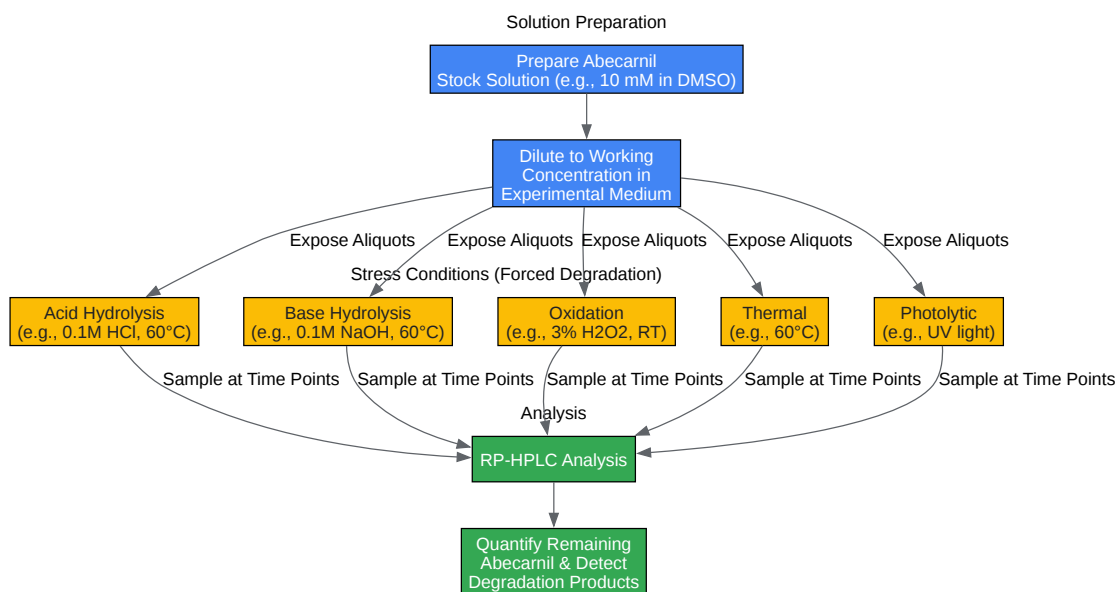 Solution Preparation
Prepare Abecarnil
Stock Solution (e.g., 10 mM in DMSO)
Dilute to Working
Concentration in
Experimental Medium
Expose Aliquots
Expose Aliquots
Expose Aliquots
Expose Aliquots
Expose Aliquots
Stress Conditions (Forced Degradation)
Acid Hydrolysis
(e.g., 0.1M HCl, 60°C)
Base Hydrolysis
(e.g., 0.1M NaOH, 60°C)
Oxidation
(e.g., 3% H2O2, RT)
Thermal
(e.g., 60°C)
Photolytic
(e.g., UV light)
Sample at Time Points
Sample at Time Points
Sample at Time Points
Sample at Time Points
Sample at Time Points
Analysis
RP-HPLC Analysis
Quantify Remaining
Abecarnil & Detect
Degradation Products